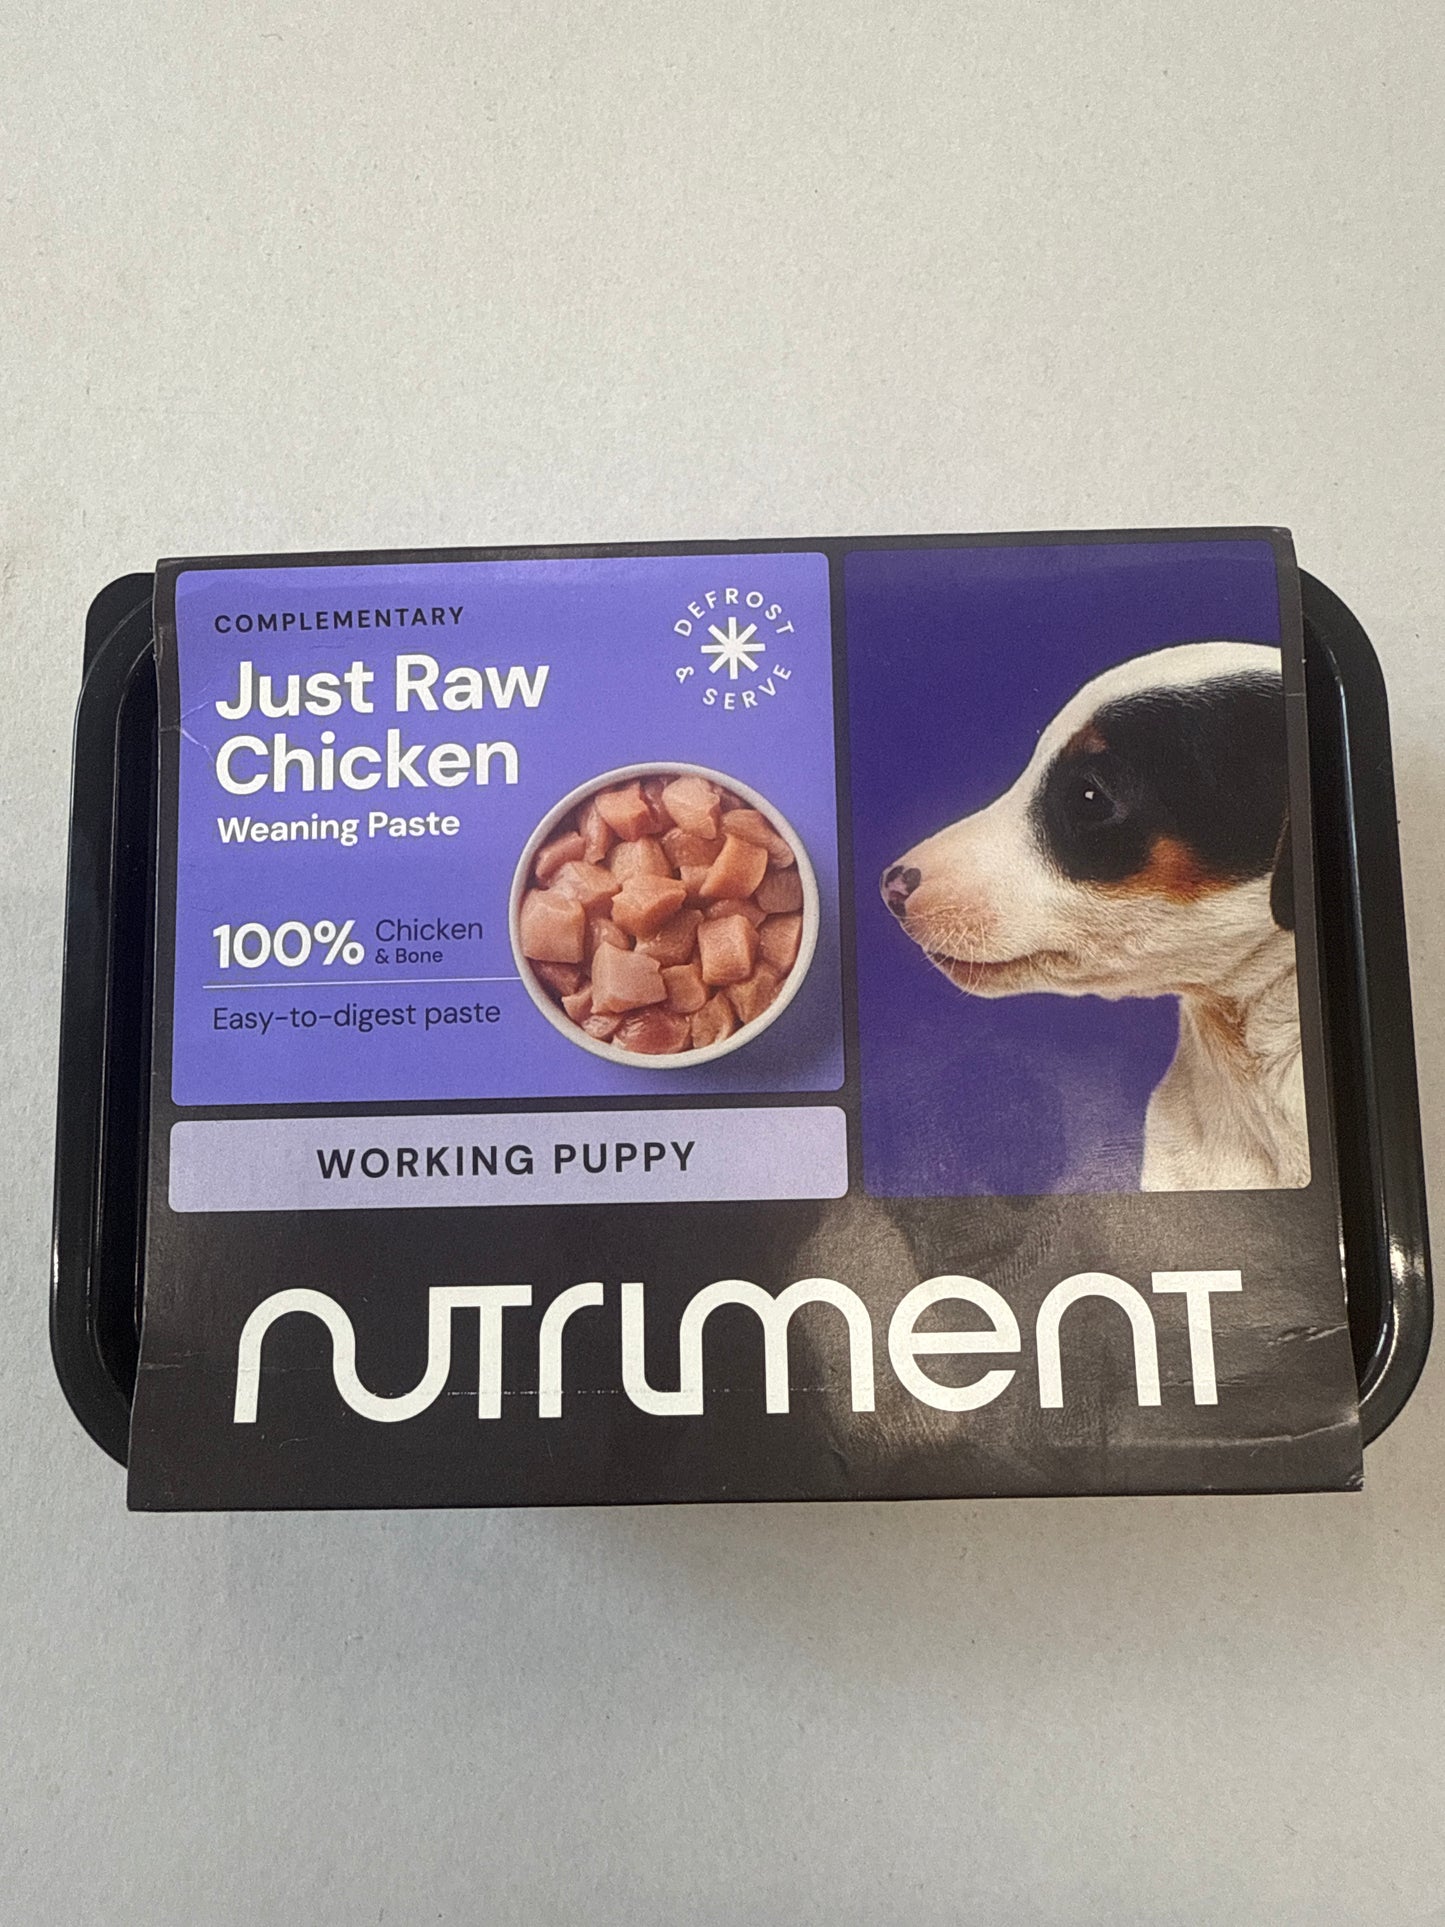 COMPLEMENTARY
Just Raw
Chicken
Weaning Paste
DEFROST
& SERVE
100% Chicken
& Bone
Easy-to-digest paste
WORKING PUPPY
nuTriment